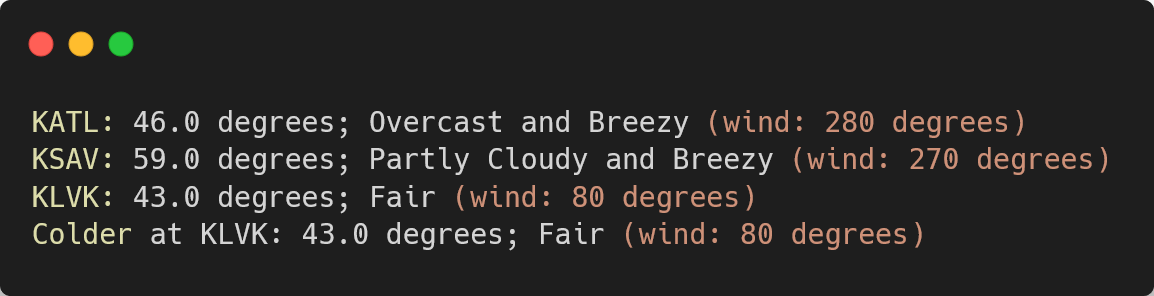 KATL: 46.0 degrees; Overcast and Breezy (wind: 280 degrees)
KSAV: 59.0 degrees; Partly Cloudy and Breezy (wind: 270 degrees)
KLVK: 43.0 degrees; Fair (wind: 80 degrees)
Colder at KLVK: 43.0 degrees; Fair (wind: 80 degrees)